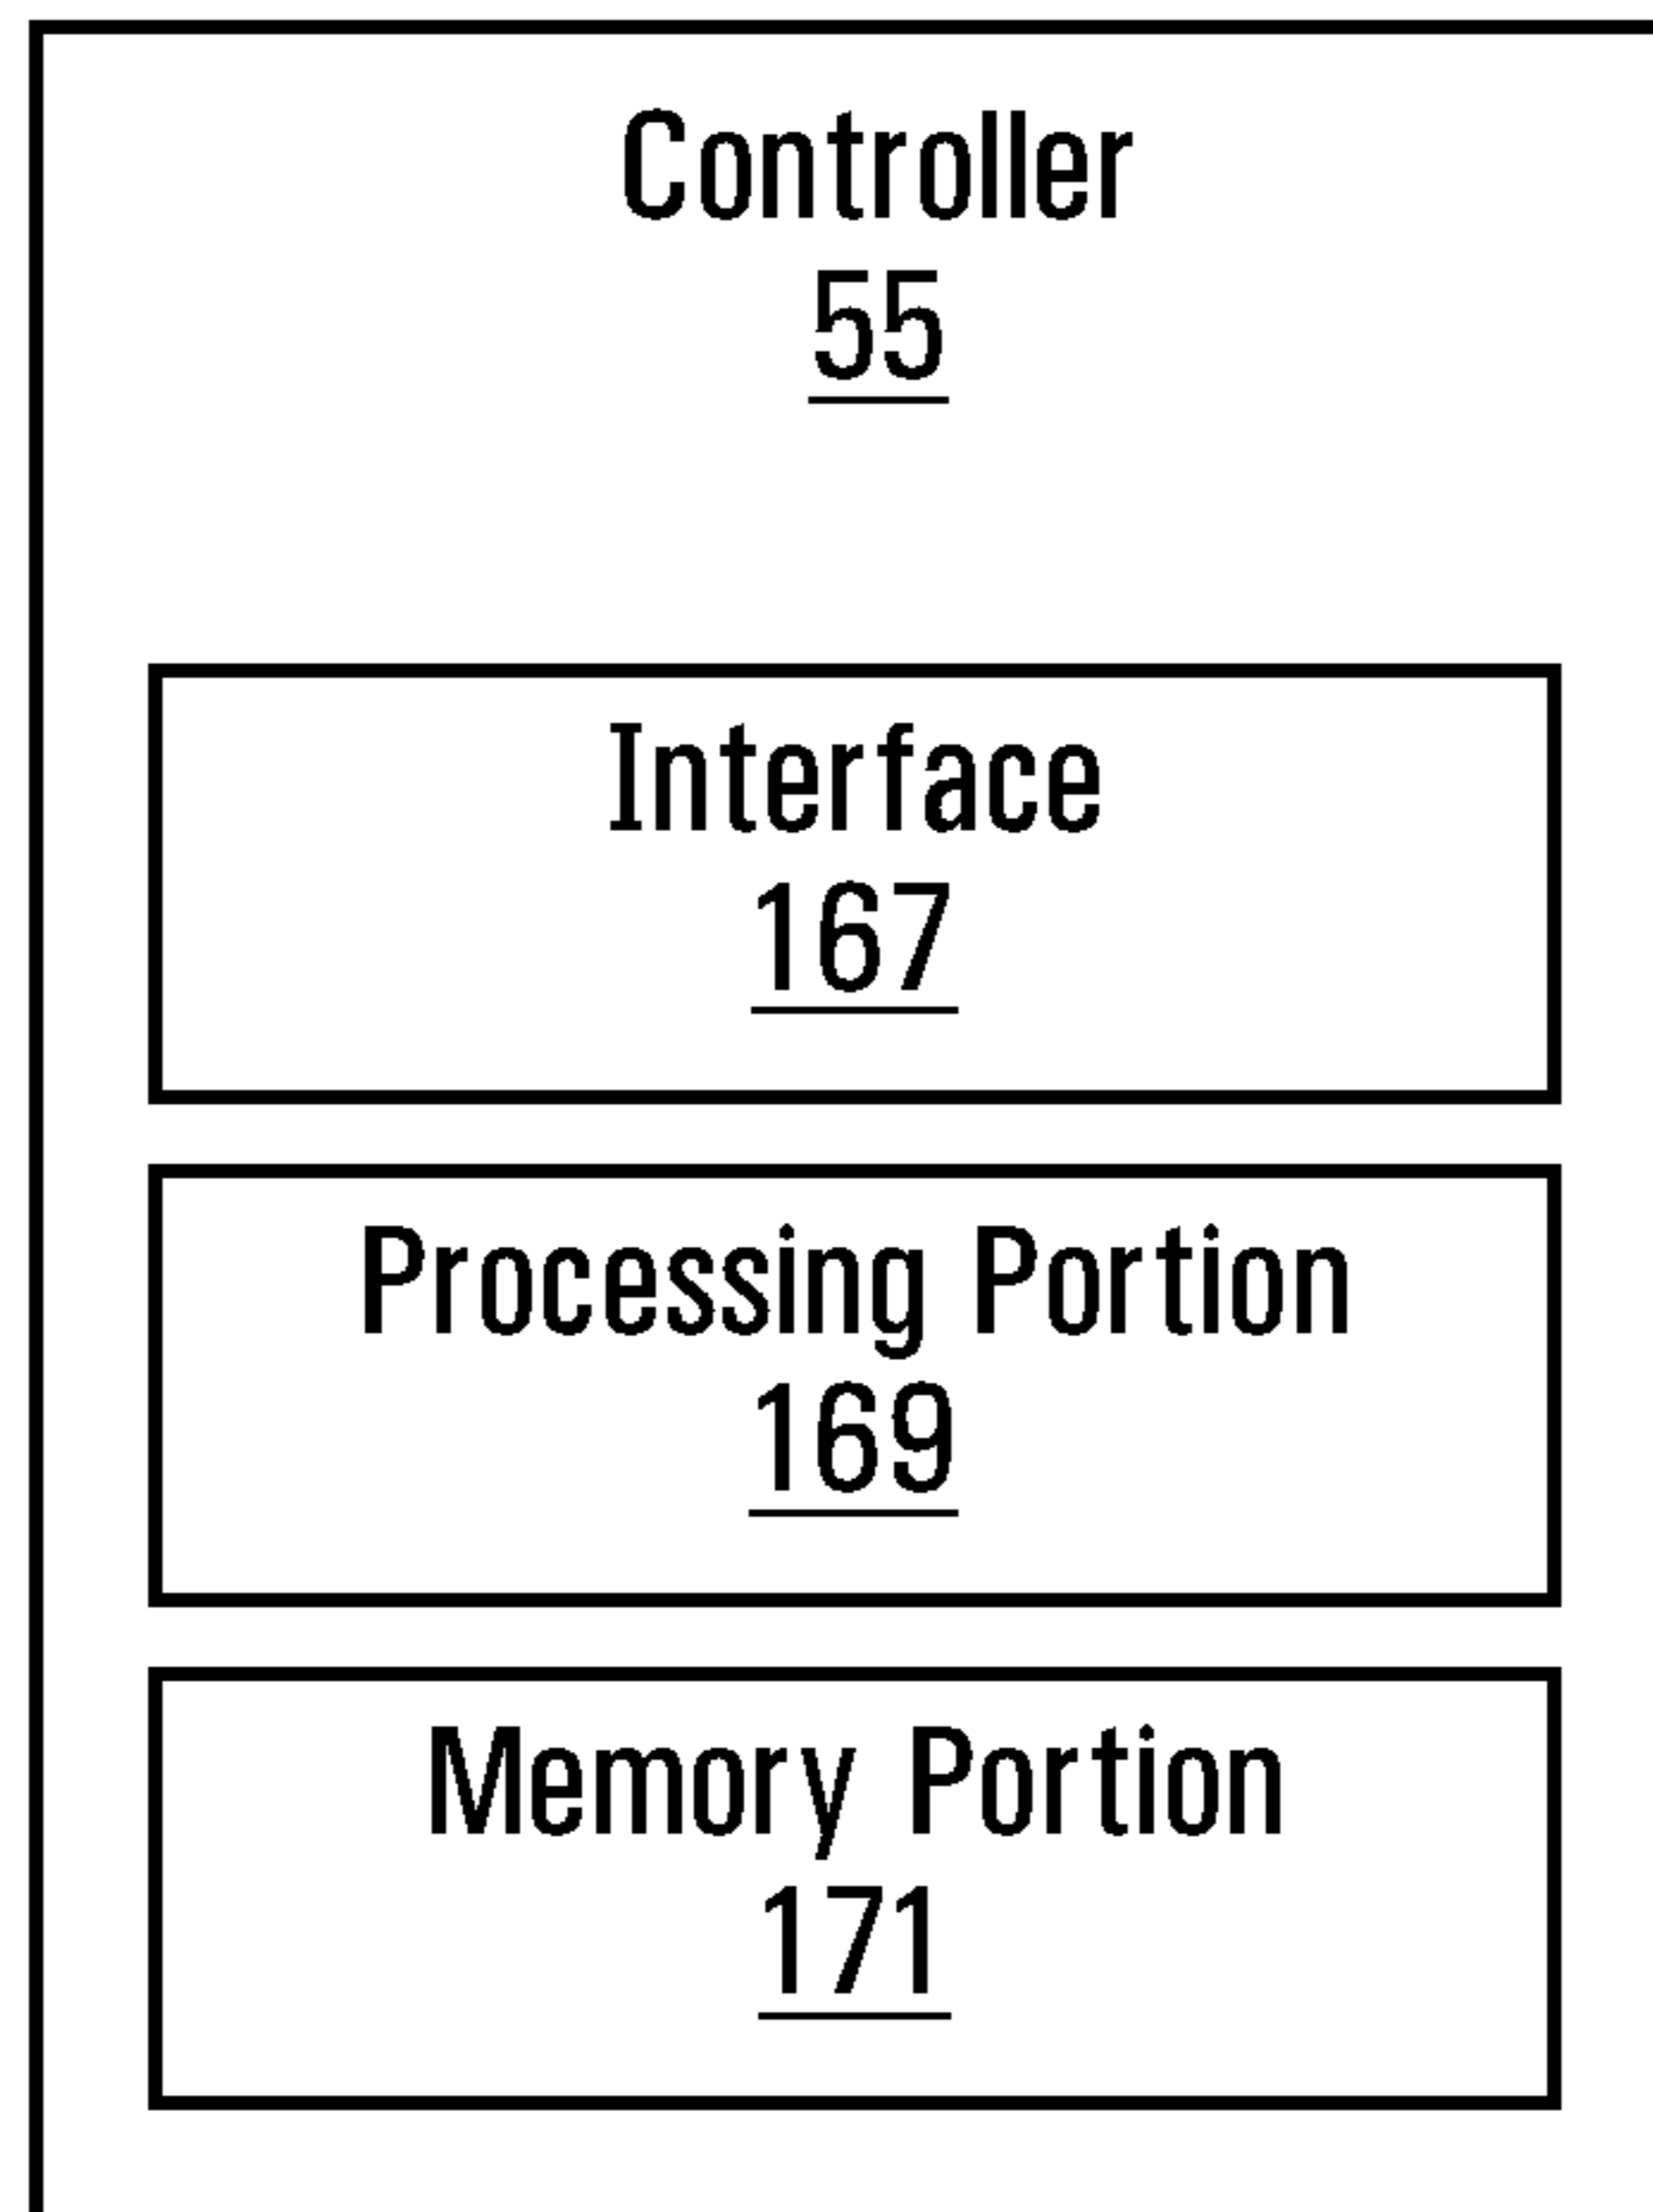 Controller
55
Interface
167
Processing Portion
169
Memory Portion
171